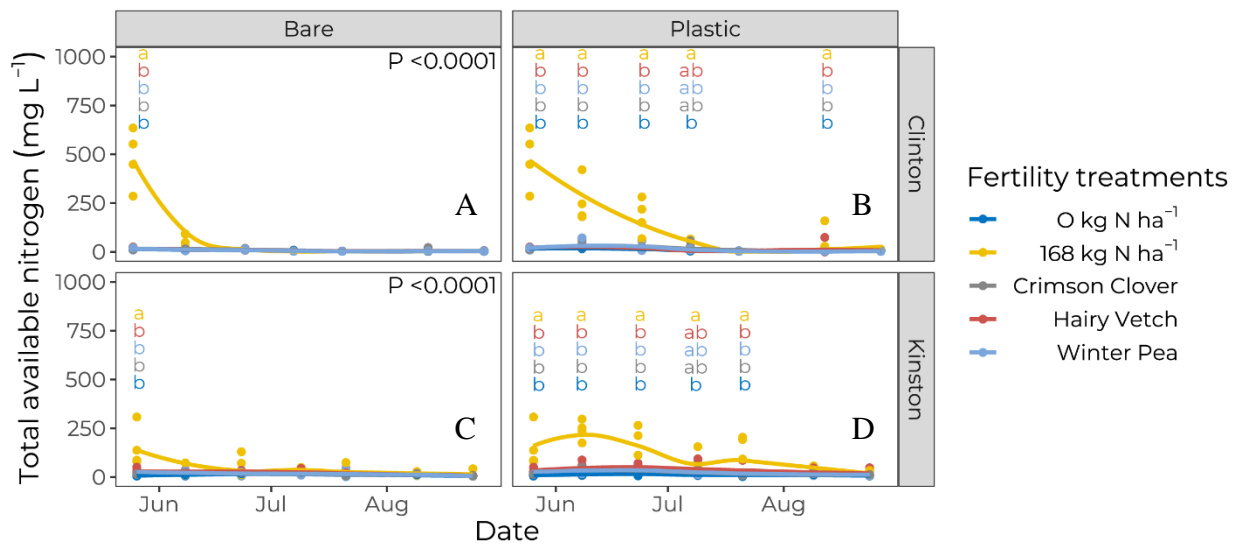 Bare
Plastic
Total available nitrogen (mg L⁻¹)
1000
750
500
250
0
P <0.0001
a
b
b
b
b
A
a a a a a
b b b ab b
b b b ab b
b b b ab b
b b b b b
B
Clinton
1000
750
500
250
0
P <0.0001
a
b
b
b
b
C
a a a a a
b b b ab b
b b b ab b
b b b ab b
b b b b b
D
Kinston
Jun Jul Aug
Jun Jul Aug
Date
Fertility treatments
O kg N ha⁻¹
168 kg N ha⁻¹
Crimson Clover
Hairy Vetch
Winter Pea